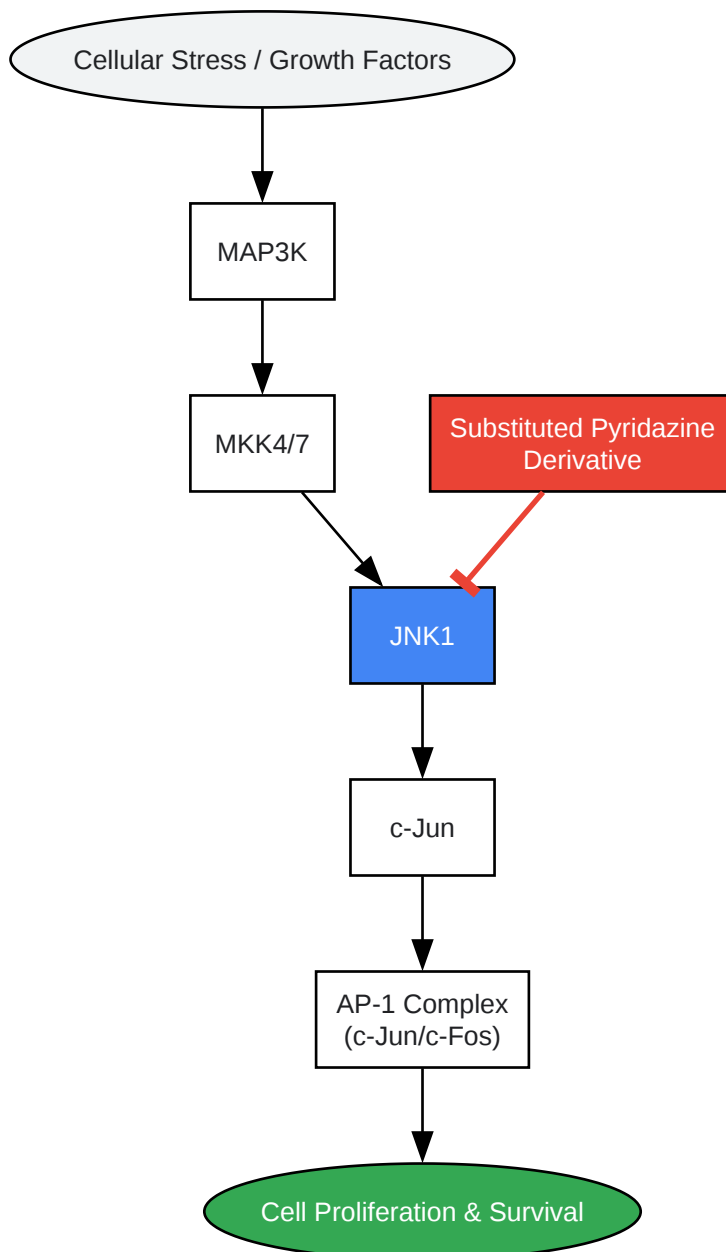 Cellular Stress / Growth Factors
MAP3K
MKK4/7
Substituted Pyridazine
Derivative
JNK1
c-Jun
AP-1 Complex
(c-Jun/c-Fos)
Cell Proliferation & Survival